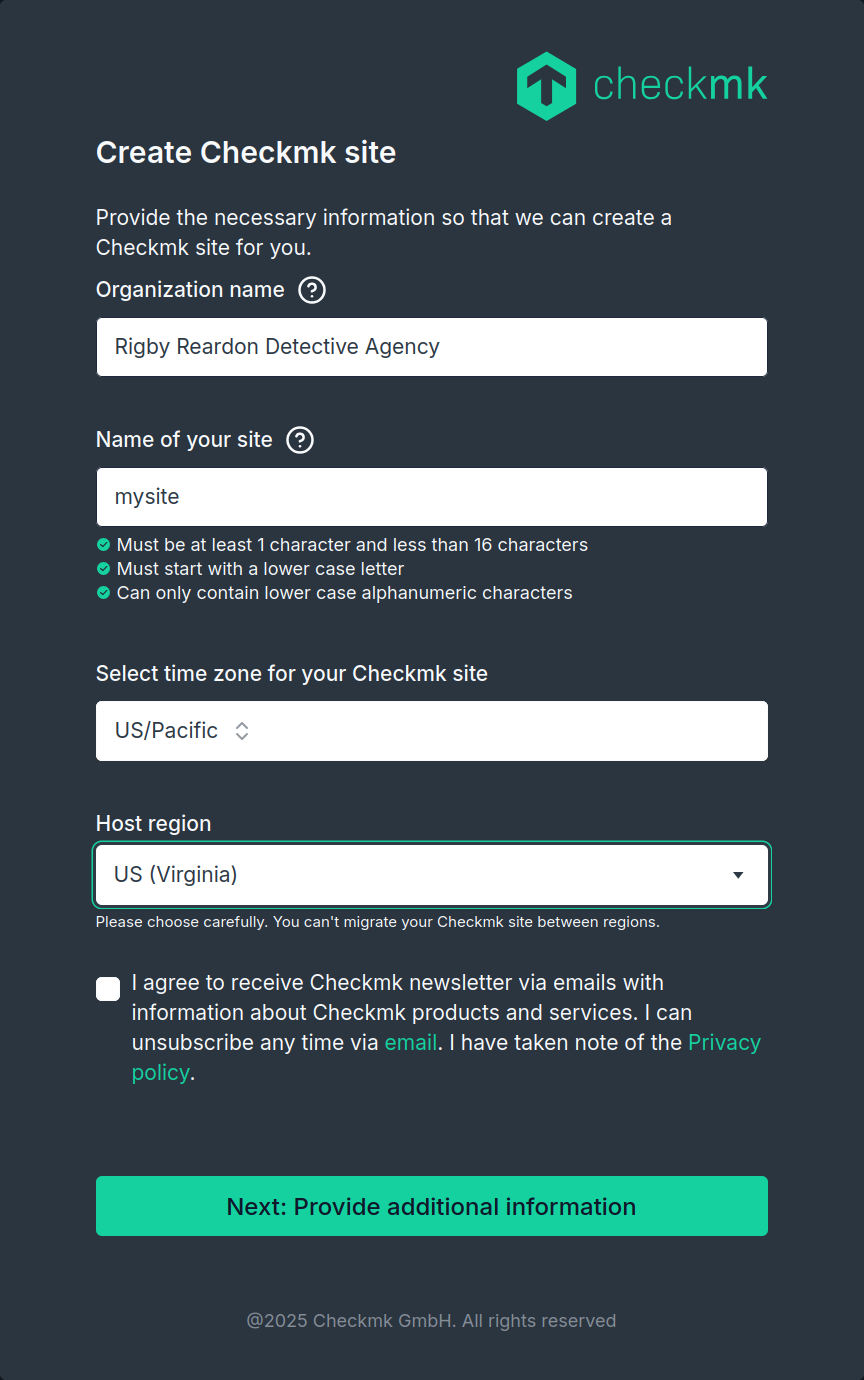 checkmk
Create Checkmk site
Provide the necessary information so that we can create a
Checkmk site for you.
Organization name
Rigby Reardon Detective Agency
Name of your site
mysite
Must be at least 1 character and less than 16 characters
Must start with a lower case letter
Can only contain lower case alphanumeric characters
Select time zone for your Checkmk site
US/Pacific
Host region
US (Virginia)
Please choose carefully. You can't migrate your Checkmk site between regions.
I agree to receive Checkmk newsletter via emails with
information about Checkmk products and services. I can
unsubscribe any time via email. I have taken note of the Privacy
policy.
Next: Provide additional information
@2025 Checkmk GmbH. All rights reserved